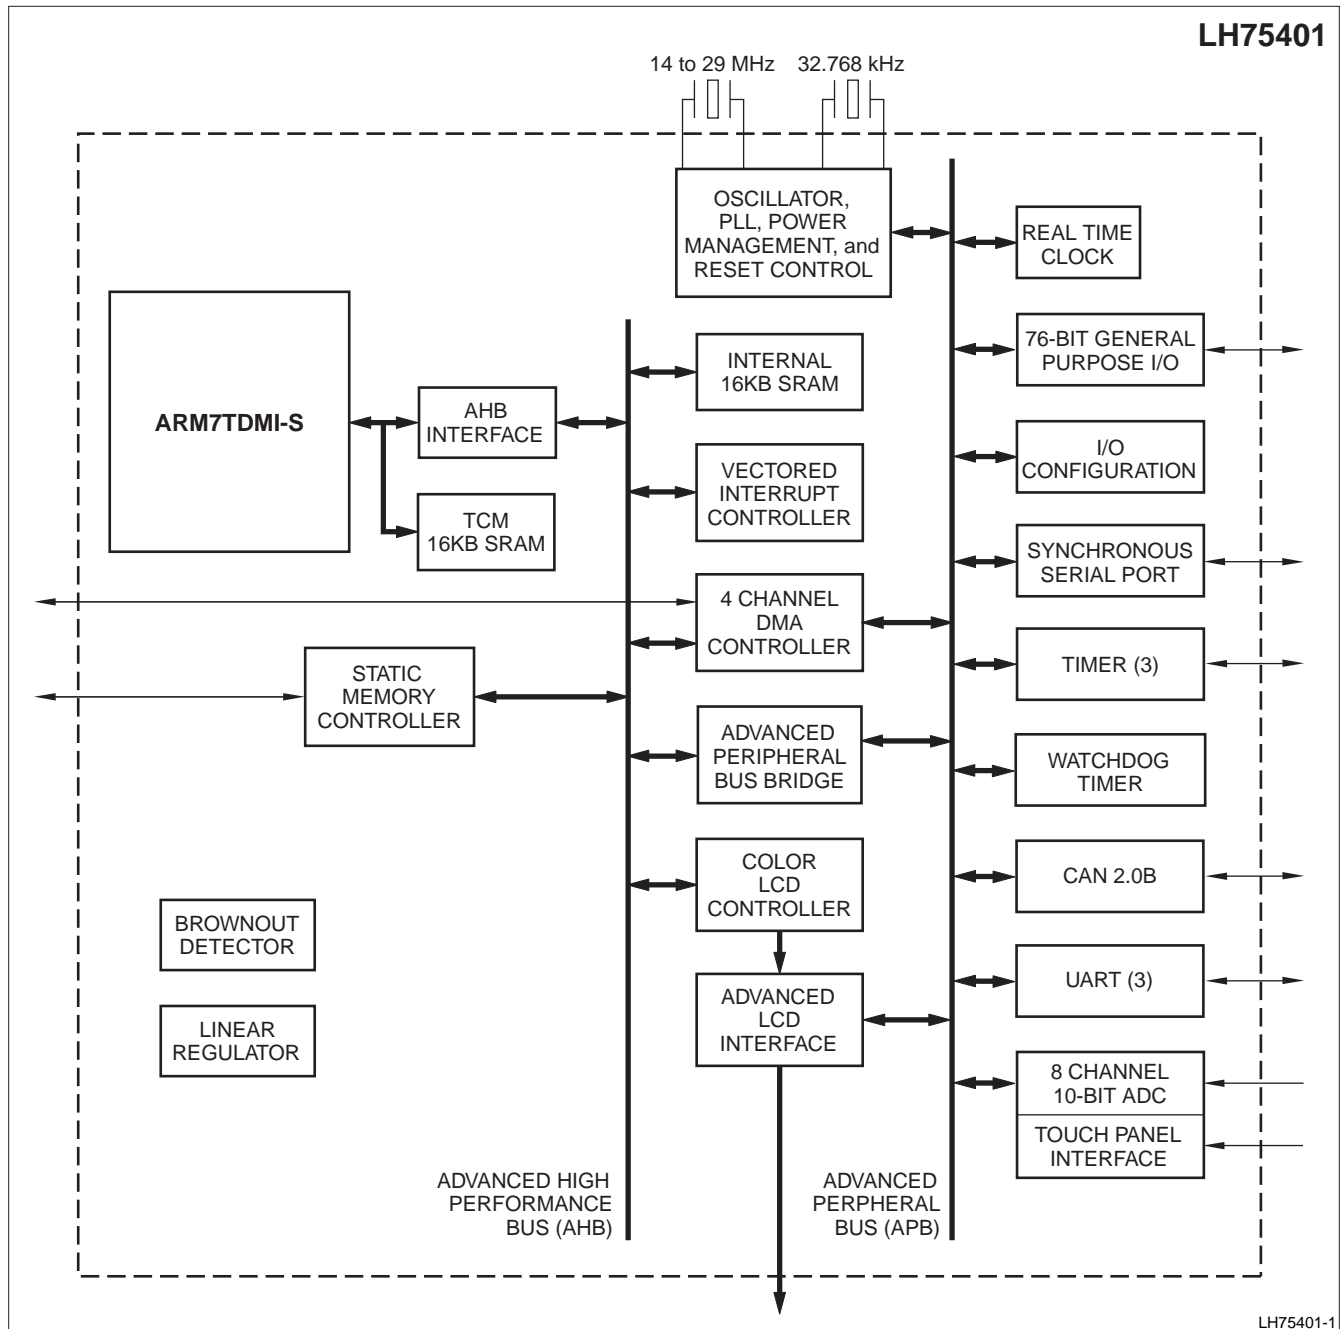 LH75401
14 to 29 MHz
32.768 kHz
OSCILLATOR,
PLL, POWER
MANAGEMENT, and
RESET CONTROL
REAL TIME
CLOCK
ARM7TDMI-S
AHB
INTERFACE
TCM
16KB SRAM
INTERNAL
16KB SRAM
76-BIT GENERAL
PURPOSE I/O
VECTORED
INTERRUPT
CONTROLLER
I/O
CONFIGURATION
4 CHANNEL
DMA
CONTROLLER
SYNCHRONOUS
SERIAL PORT
STATIC
MEMORY
CONTROLLER
TIMER (3)
ADVANCED
PERIPHERAL
BUS BRIDGE
WATCHDOG
TIMER
COLOR
LCD
CONTROLLER
CAN 2.0B
BROWNOUT
DETECTOR
ADVANCED
LCD
INTERFACE
UART (3)
LINEAR
REGULATOR
8 CHANNEL
10-BIT ADC
TOUCH PANEL
INTERFACE
ADVANCED HIGH
PERFORMANCE
BUS (AHB)
ADVANCED
PERPHERAL
BUS (APB)
LH75401-1